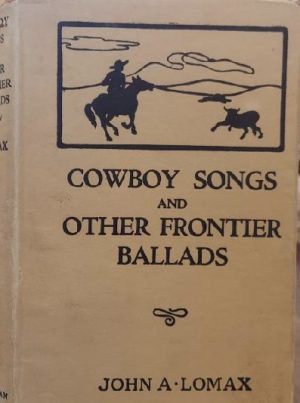 COWBOY SONGS
AND
OTHER FRONTIER
BALLADS
JOHN A·LOMAX